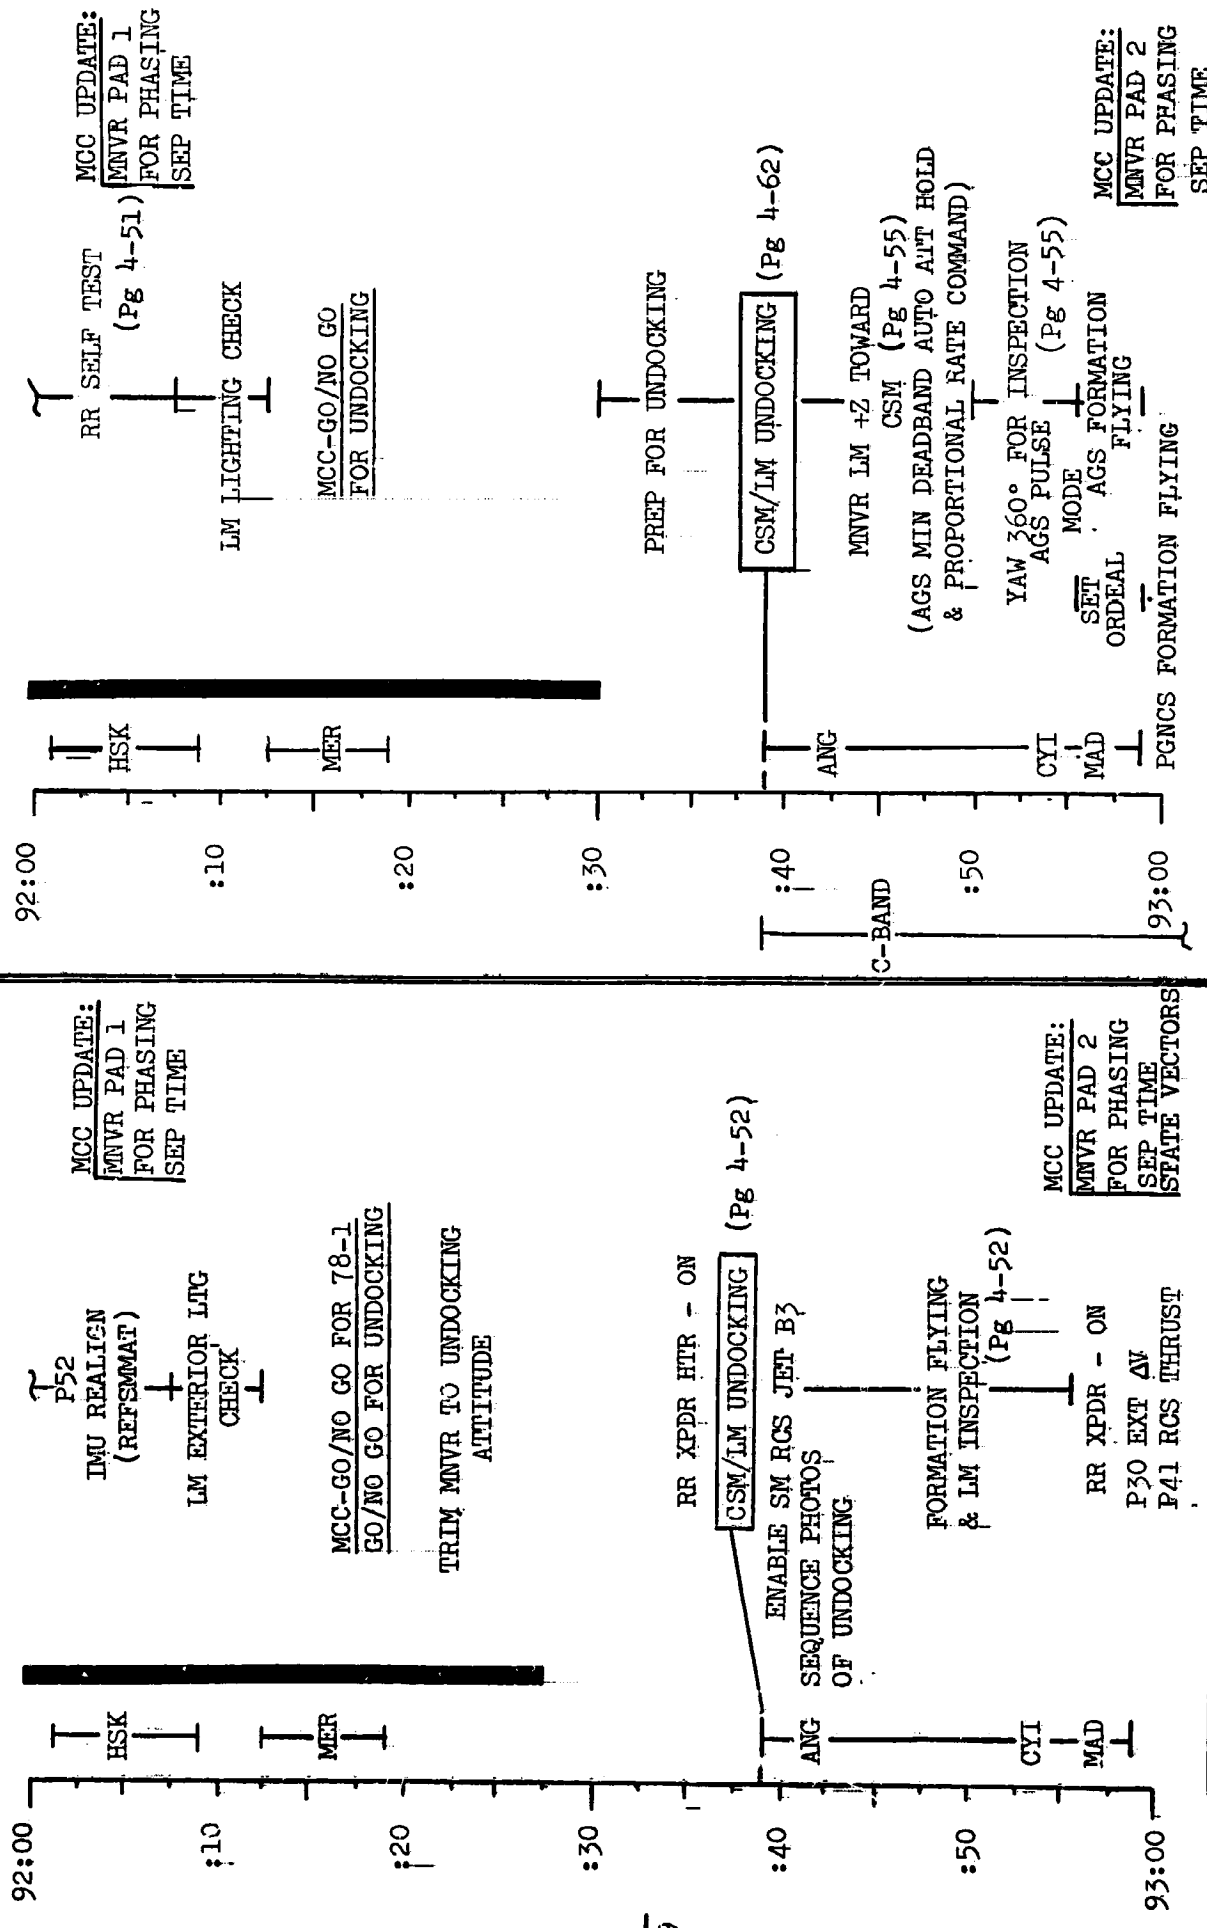 92:00
:10
:20
:30
:40
:50
93:00
HSK
MER
ANG
CYI
MAD
P52
IMU REALIGN
(REFSMMAT)
LM EXTERIOR LTG
CHECK
MCC UPDATE:
MNVR PAD 1
FOR PHASING
SEP TIME
MCC-GO/NO GO FOR 78-1
GO/NO GO FOR UNDOCKING
TRIM MNVR TO UNDOCKING
ATTITUDE
RR XPDR HTR - ON
CSM/LM UNDOCKING (Pg 4-52)
ENABLE SM RCS JET B3
SEQUENCE PHOTOS
OF UNDOCKING
FORMATION FLYING
& LM INSPECTION
(Pg 4-52)
RR XPDR - ON
P30 EXT ΔV
P41 RCS THRUST
MCC UPDATE:
MNVR PAD 2
FOR PHASING
SEP TIME
STATE VECTORS
92:00
:10
:20
:30
:40
:50
93:00
C-BAND
HSK
MER
ANG
CYI
MAD
RR SELF TEST
(Pg 4-51)
LM LIGHTING CHECK
MCC UPDATE:
MNVR PAD 1
FOR PHASING
SEP TIME
MCC-GO/NO GO
FOR UNDOCKING
PREP FOR UNDOCKING
CSM/LM UNDOCKING (Pg 4-62)
MNVR LM +Z TOWARD
CSM (Pg 4-55)
(AGS MIN DEADBAND AUTO ATT HOLD
& PROPORTIONAL RATE COMMAND)
YAW 360° FOR INSPECTION
AGS PULSE (Pg 4-55)
MODE
SET
ORDEAL
AGS FORMATION
FLYING
PGNCS FORMATION FLYING
MCC UPDATE:
MNVR PAD 2
FOR PHASING
SEP TIME